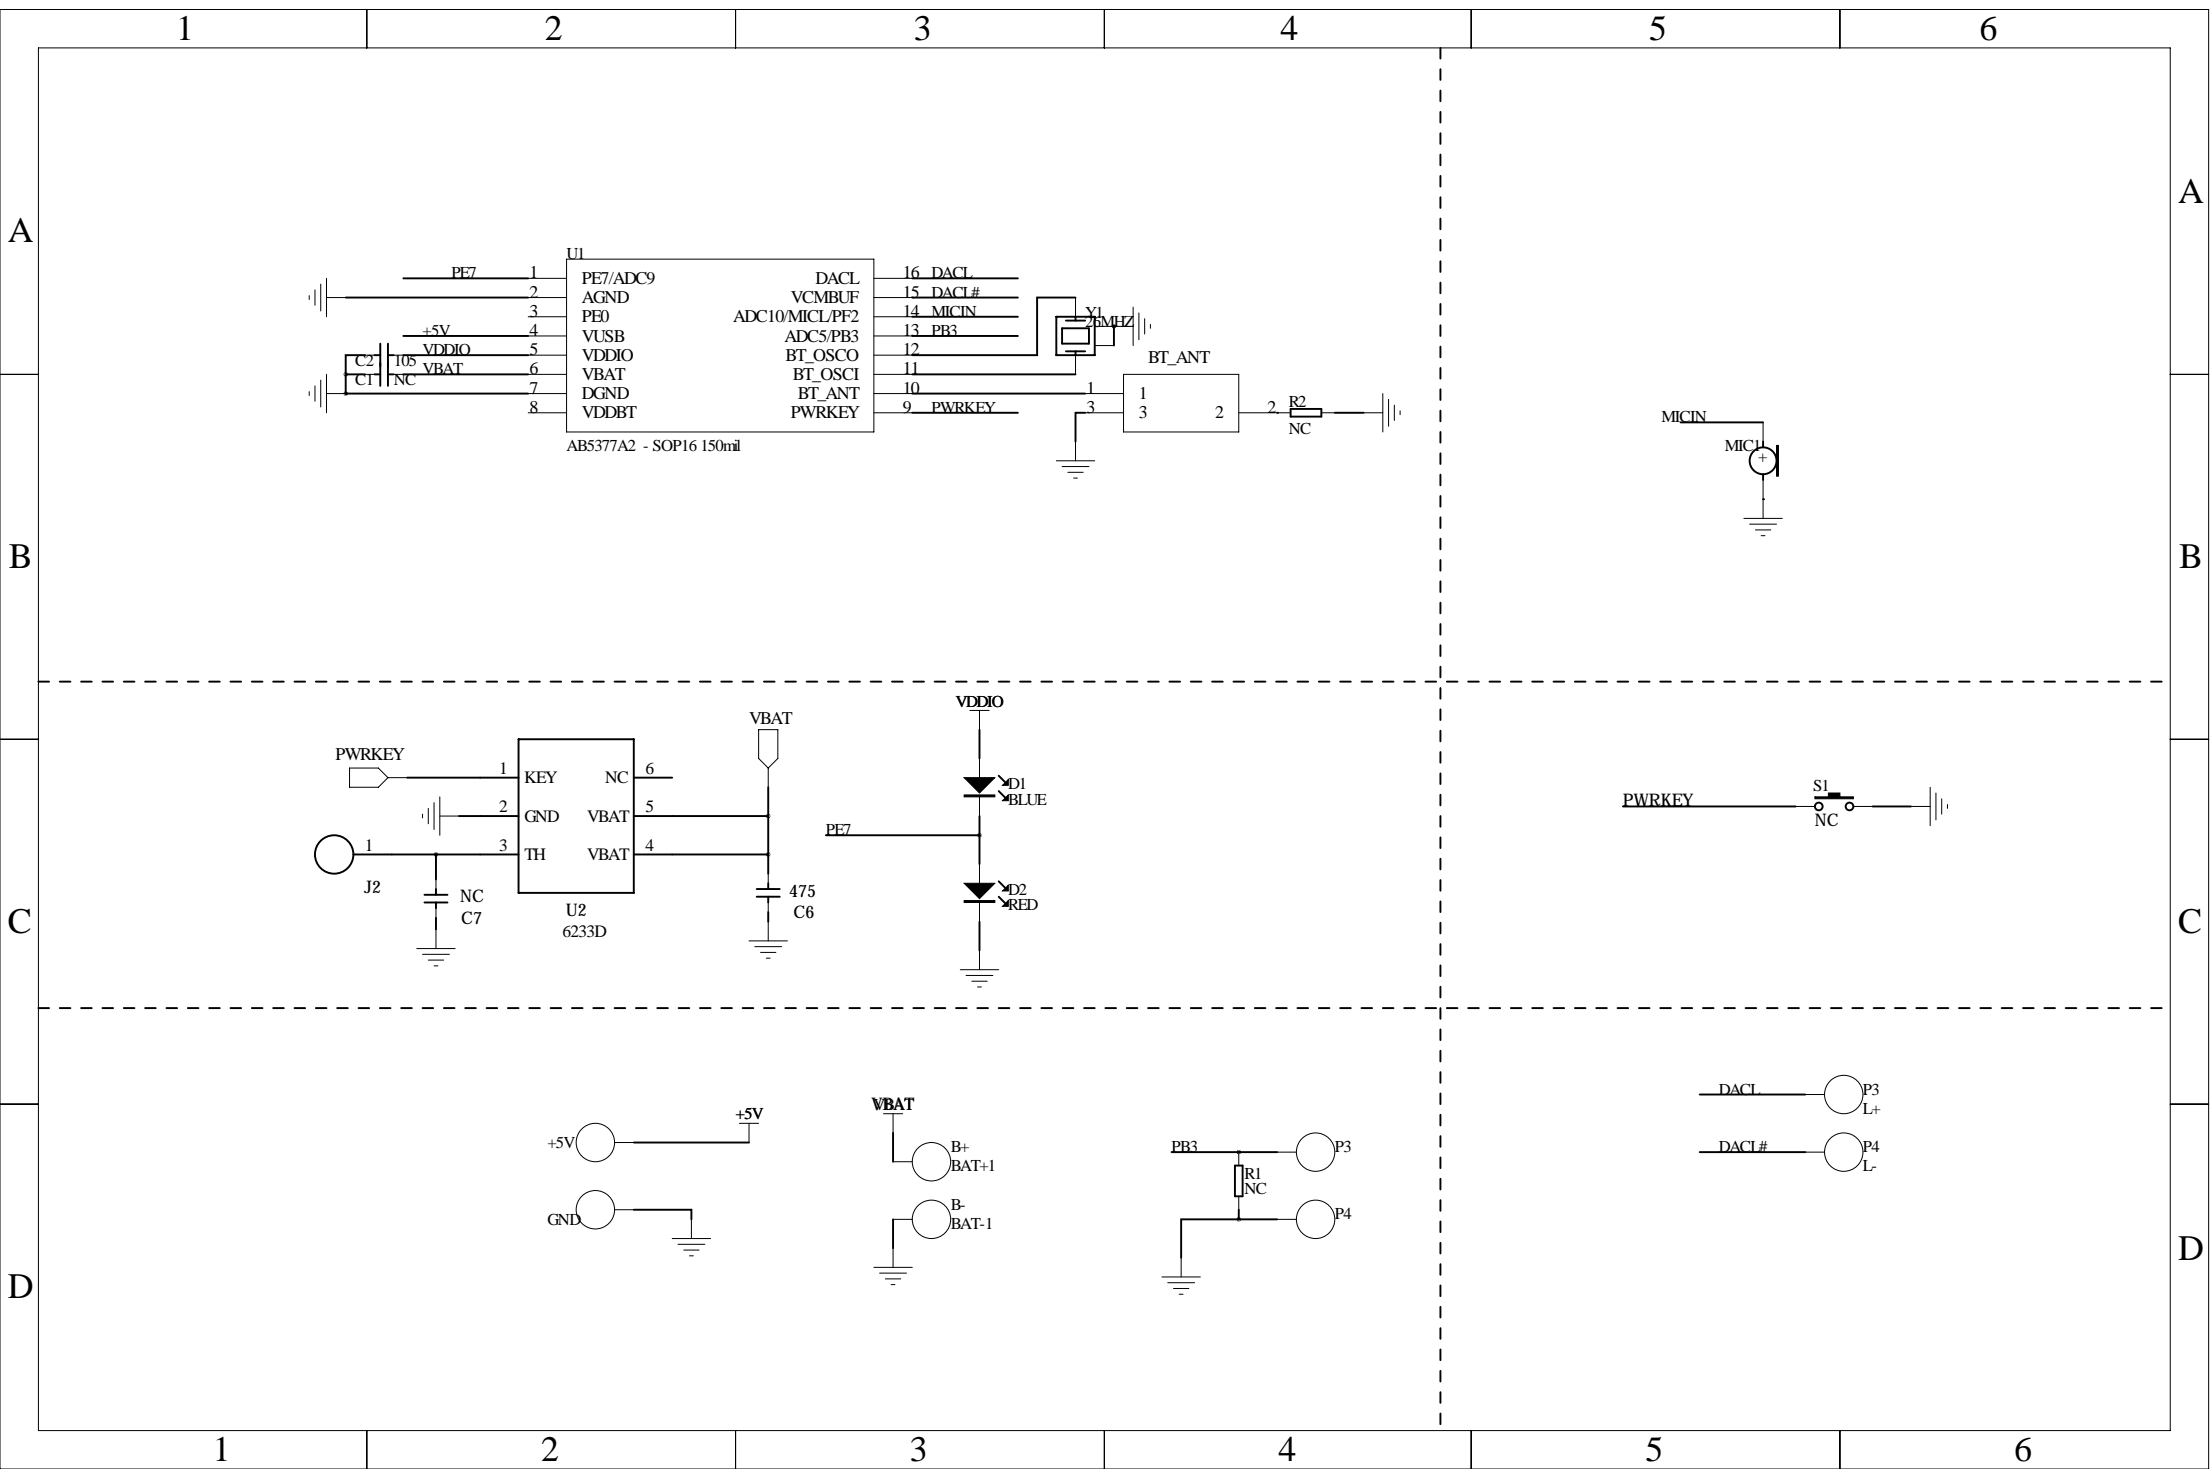 1 2 3 4 5 6
A A
U1
PE7 1 PE7/ADC9 DACL 16 DACL
2 AGND VCMBUF 15 DACL#
3 PE0 ADC10/MICL/PF2 14 MICIN
+5V 4 VUSB ADC5/PB3 13 PB3
VDDIO 5 VDDIO BT_OSCO 12
VBAT 6 VBAT BT_OSCI 11
7 DGND BT_ANT 10
8 VDDBT PWRKEY 9 PWRKEY
AB5377A2 - SOP16 150mil
C2 105
C1 NC
Y1
26MHZ
BT_ANT
1 1
3 3 2 2
R2
NC
MICIN
MIC1
+
B B
PWRKEY
1 KEY NC 6
2 GND VBAT 5
3 TH VBAT 4
1
J2
NC
C7
U2
6233D
VBAT
475
C6
VDDIO
D1
BLUE
PE7
D2
RED
PWRKEY
S1
NC
C C
+5V +5V
GND
VBAT
B+
BAT+1
B-
BAT-1
PB3 P3
R1
NC
P4
DACL P3
L+
DACL# P4
L-
D D
1 2 3 4 5 6